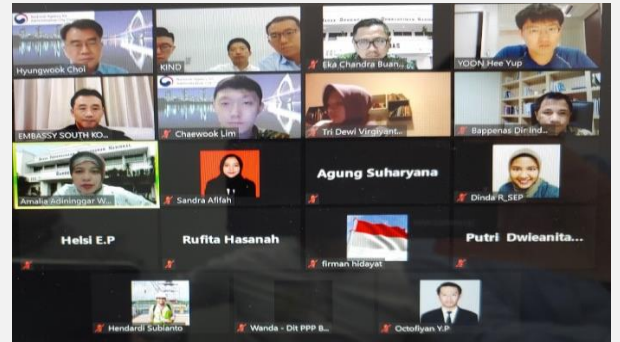 Hyungwook Choi
KIND
Eka Chandra Buan...
YOON Hee Yup
EMBASSY SOUTH KO...
Chaewook Lim
Tri Dewi Virgiyant...
Bappenas Dir Ind...
Amalia Adininggar W...
Sandra Afifah
Agung Suharyana
Dinda R_SEP
Helsi E.P
Rufita Hasanah
firman hidayat
Putri Dwieanita...
Hendardi Subianto
Wanda - Dit PPP B...
Octofiyan Y.P